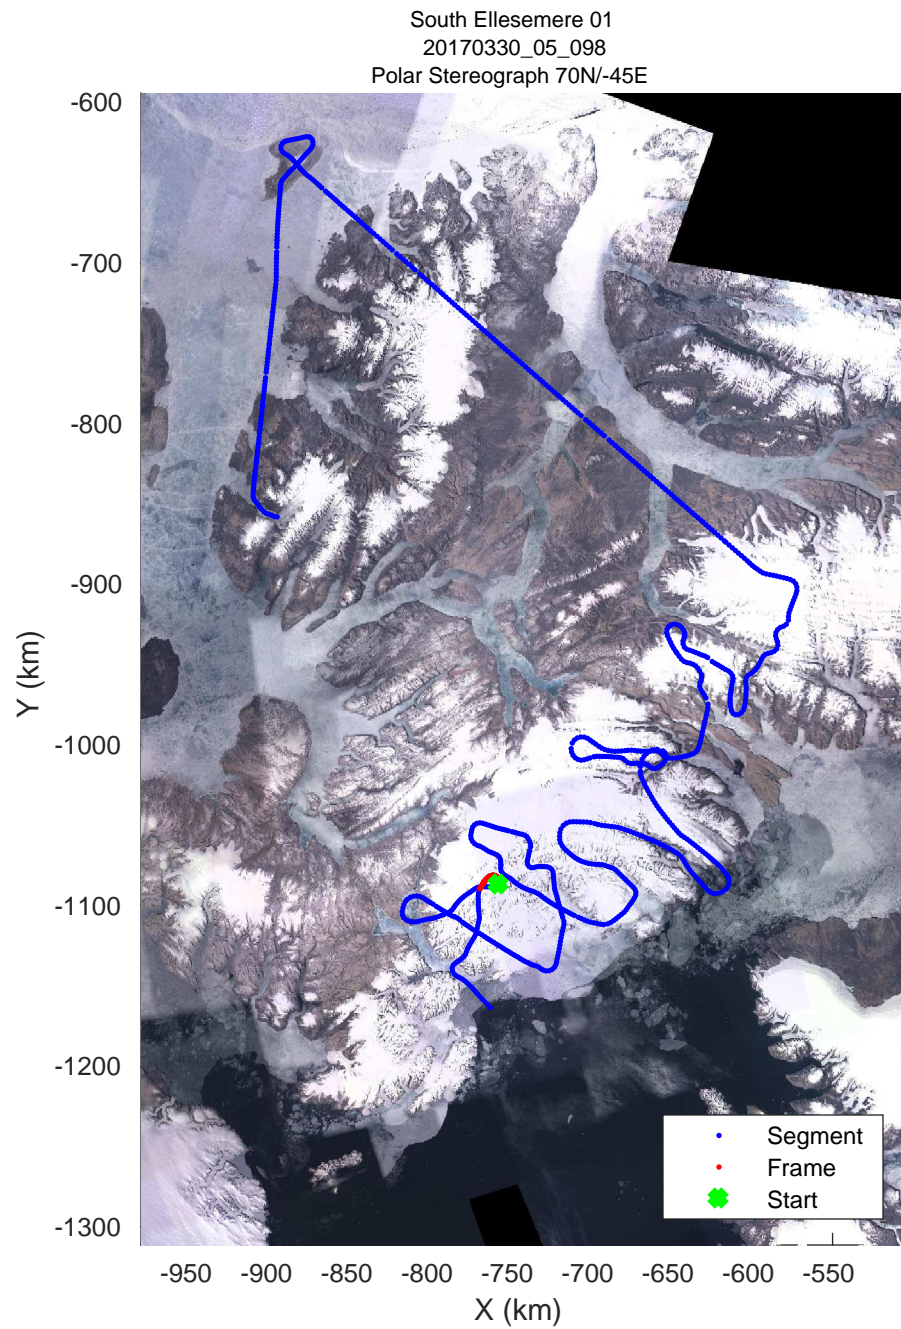 South Ellesemere 01
20170330_05_098
Polar Stereograph 70N/-45E
-600
-700
-800
-900
-1000
-1100
-1200
-1300
Y (km)
Segment
Frame
Start
-950 -900 -850 -800 -750 -700 -650 -600 -550
X (km)